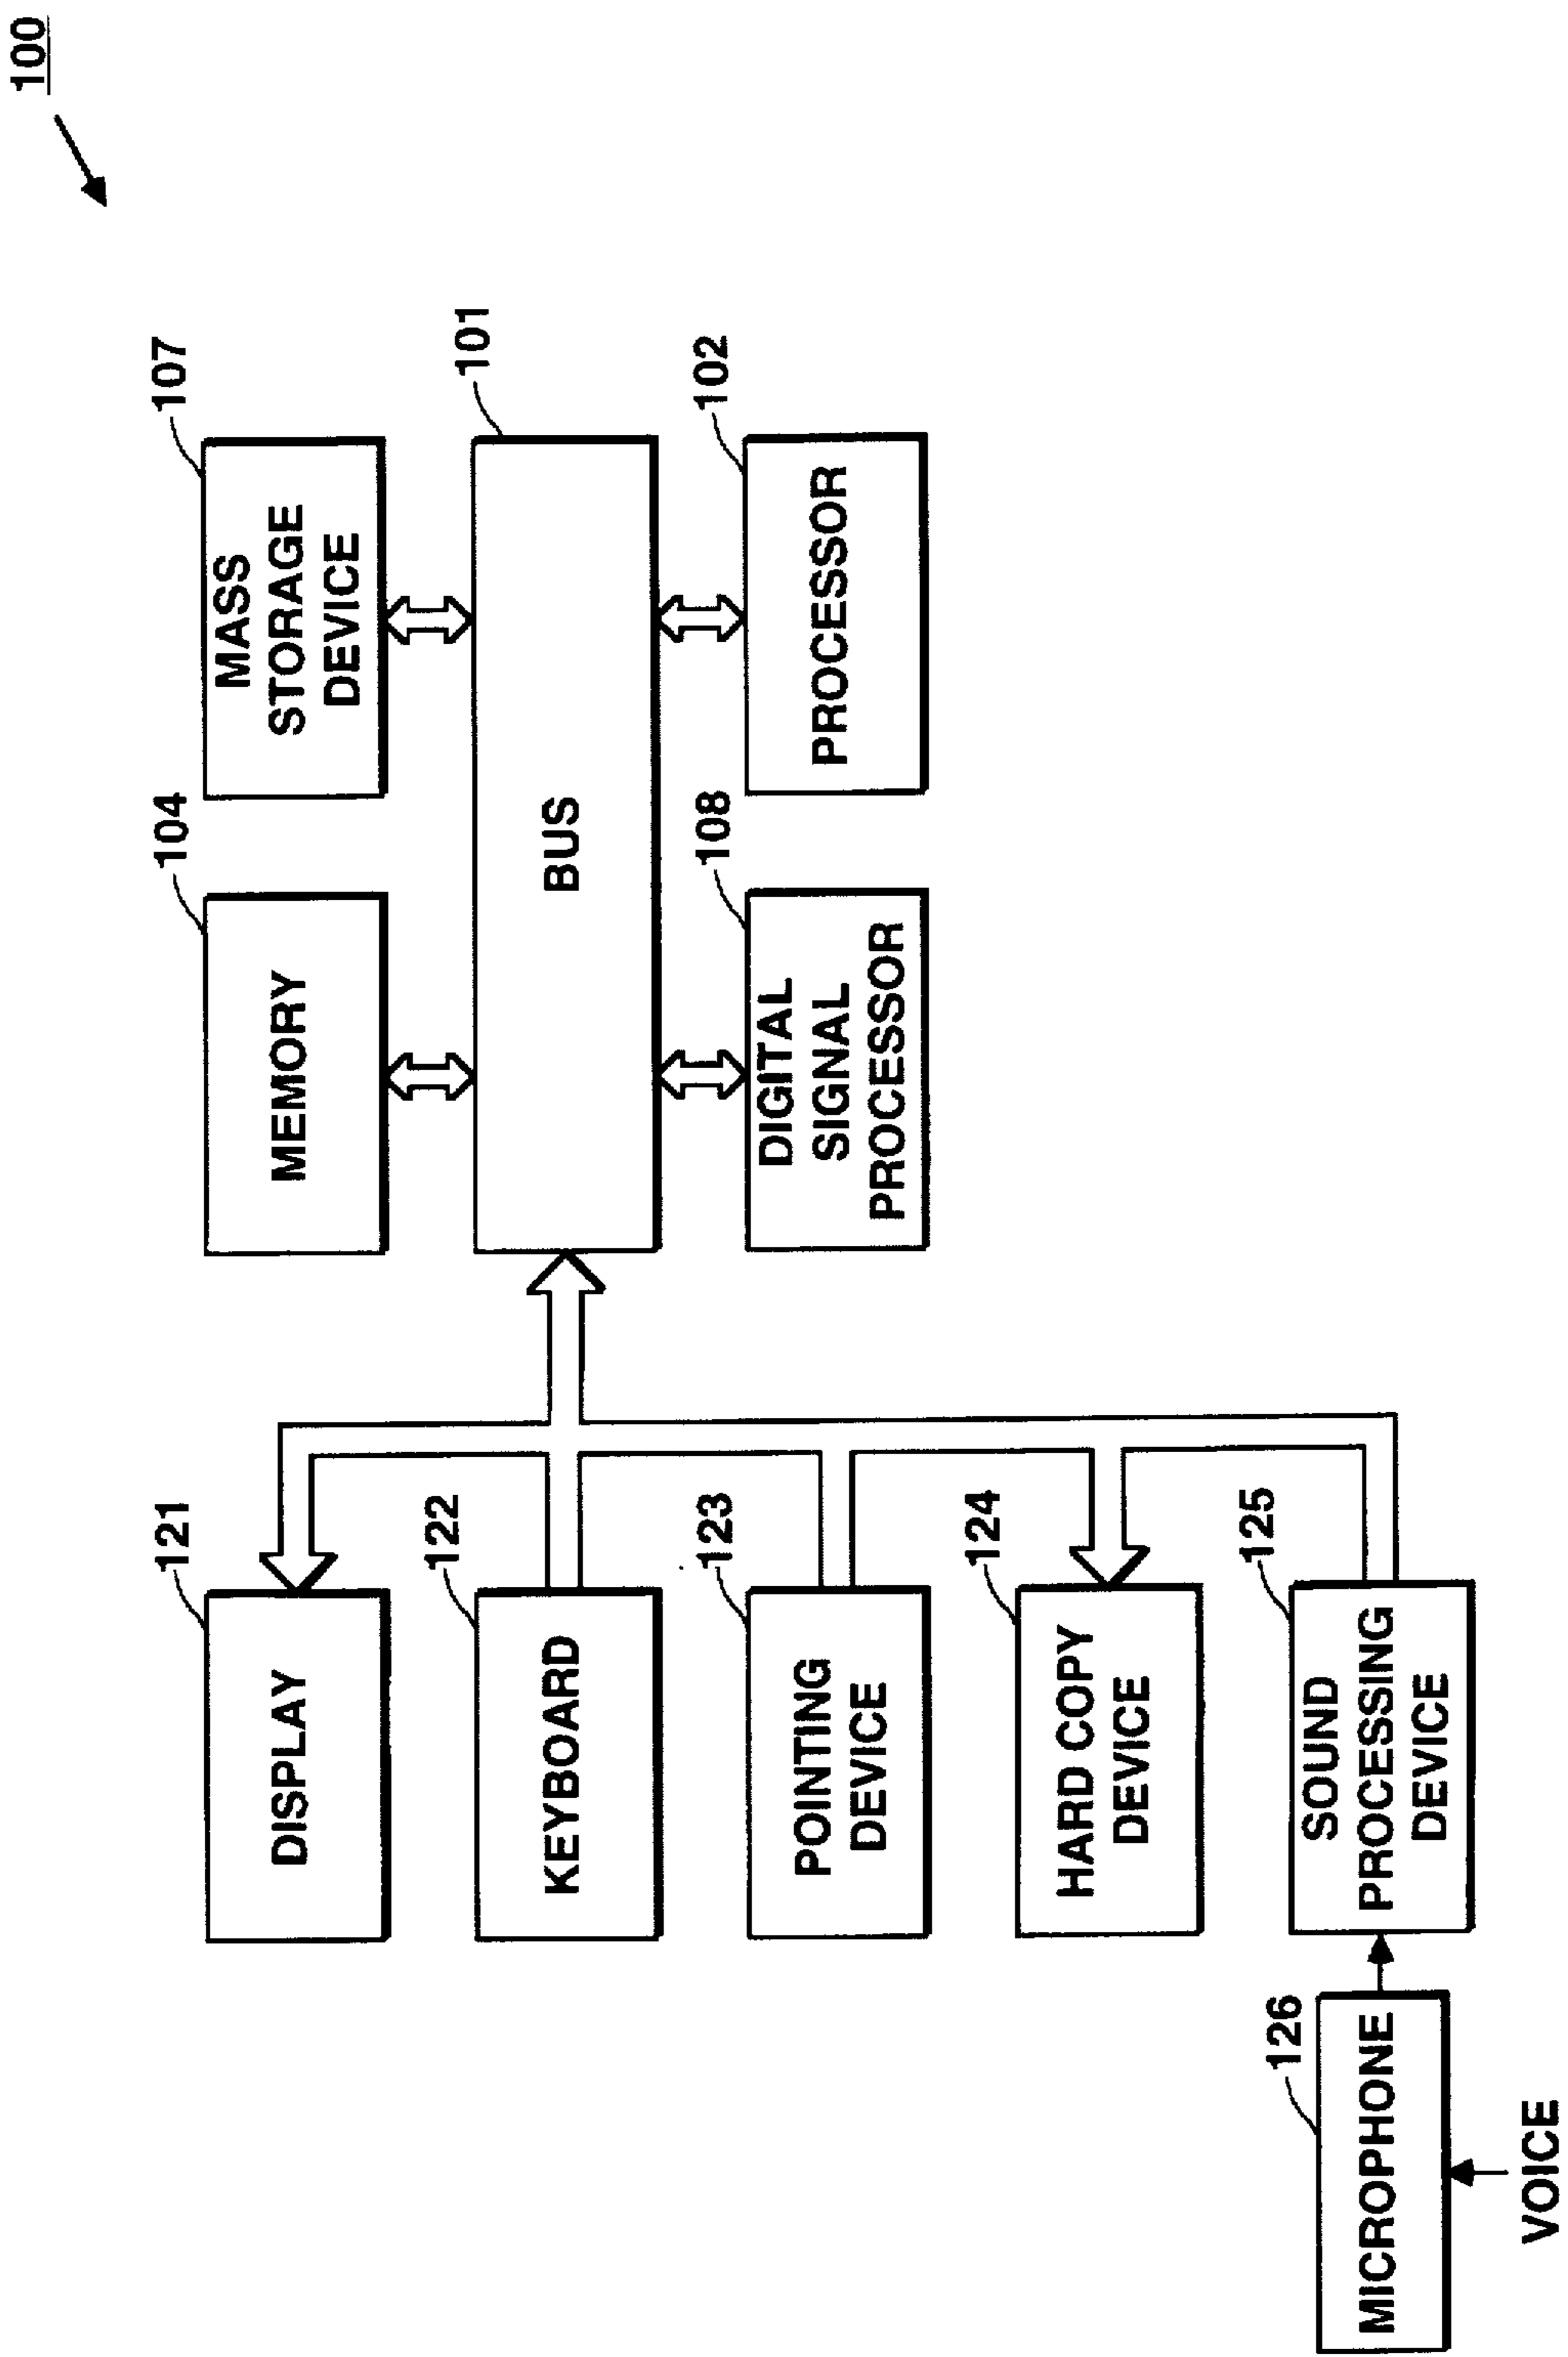 100
121
DISPLAY
104
MEMORY
107
MASS
STORAGE
DEVICE
122
KEYBOARD
101
BUS
123
POINTING
DEVICE
108
DIGITAL
SIGNAL
PROCESSOR
102
PROCESSOR
124
HARD COPY
DEVICE
126
MICROPHONE
125
SOUND
PROCESSING
DEVICE
VOICE